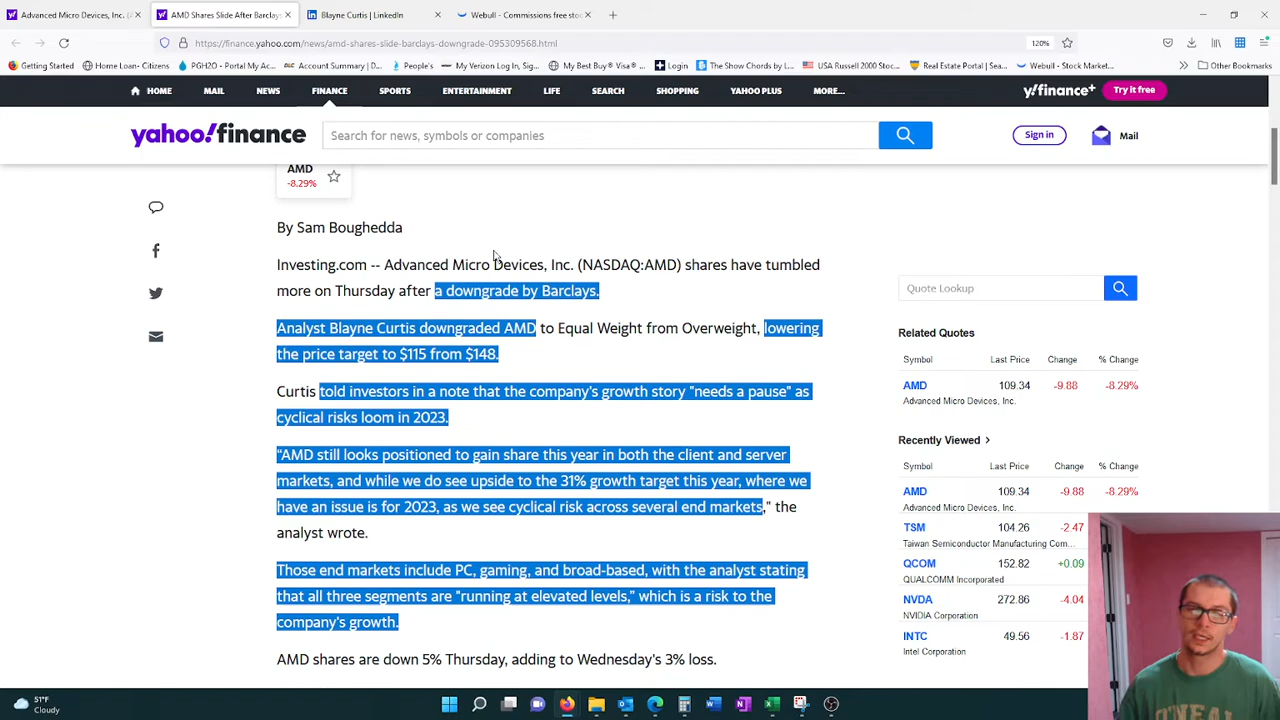 Advanced Micro Devices, Inc. (A
AMD Shares Slide After Barclays
Blayne Curtis | LinkedIn
Webull - Commissions free stoc
https://finance.yahoo.com/news/amd-shares-slide-barclays-downgrade-095309568.html
120%
Getting Started
Home Loan- Citizens
PGH2O - Portal My Ac...
Account Summary | D...
People's
My Verizon Log In, Sig...
My Best Buy® Visa® ...
Login
The Show Chords by L...
USA Russell 2000 Stoc...
Real Estate Portal | Sea...
Webull - Stock Market...
Other Bookmarks
HOME
MAIL
NEWS
FINANCE
SPORTS
ENTERTAINMENT
LIFE
SEARCH
SHOPPING
YAHOO PLUS
MORE...
y!finance+
Try it free
yahoo!finance
Search for news, symbols or companies
Sign in
Mail
AMD
-8.29%
By Sam Boughedda
Investing.com -- Advanced Micro Devices, Inc. (NASDAQ:AMD) shares have tumbled
more on Thursday after a downgrade by Barclays.
Analyst Blayne Curtis downgraded AMD to Equal Weight from Overweight, lowering
the price target to $115 from $148.
Curtis told investors in a note that the company's growth story "needs a pause" as
cyclical risks loom in 2023.
“AMD still looks positioned to gain share this year in both the client and server
markets, and while we do see upside to the 31% growth target this year, where we
have an issue is for 2023, as we see cyclical risk across several end markets," the
analyst wrote.
Those end markets include PC, gaming, and broad-based, with the analyst stating
that all three segments are "running at elevated levels,” which is a risk to the
company's growth.
AMD shares are down 5% Thursday, adding to Wednesday's 3% loss.
Quote Lookup
Related Quotes
Symbol Last Price Change % Change
AMD 109.34 -9.88 -8.29%
Advanced Micro Devices, Inc.
Recently Viewed
Symbol Last Price Change % Change
AMD 109.34 -9.88 -8.29%
Advanced Micro Devices, Inc.
TSM 104.26 -2.47
Taiwan Semiconductor Manufacturing Com...
QCOM 152.82 +0.09
QUALCOMM Incorporated
NVDA 272.86 -4.04
NVIDIA Corporation
INTC 49.56 -1.87
Intel Corporation
O'NEAL
51°F
Cloudy